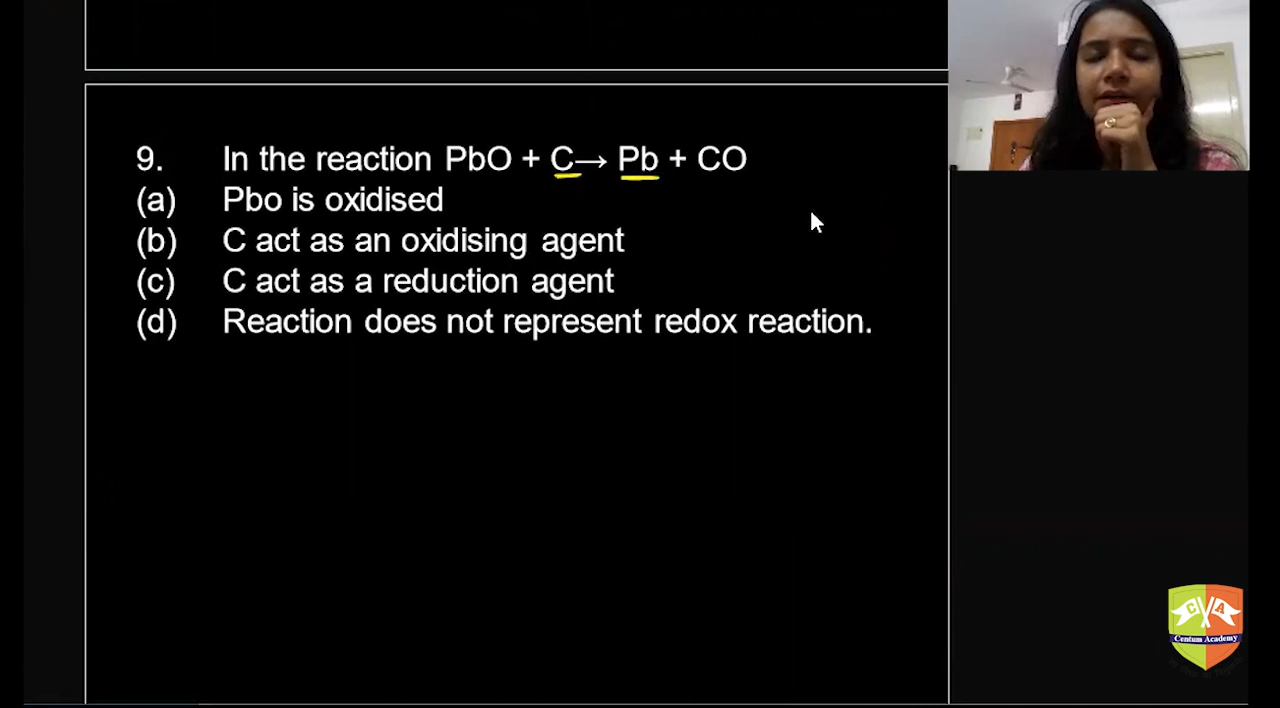 9. In the reaction PbO + C→ Pb + CO
(a) Pbo is oxidised
(b) C act as an oxidising agent
(c) C act as a reduction agent
(d) Reaction does not represent redox reaction.
C A
Centum Academy